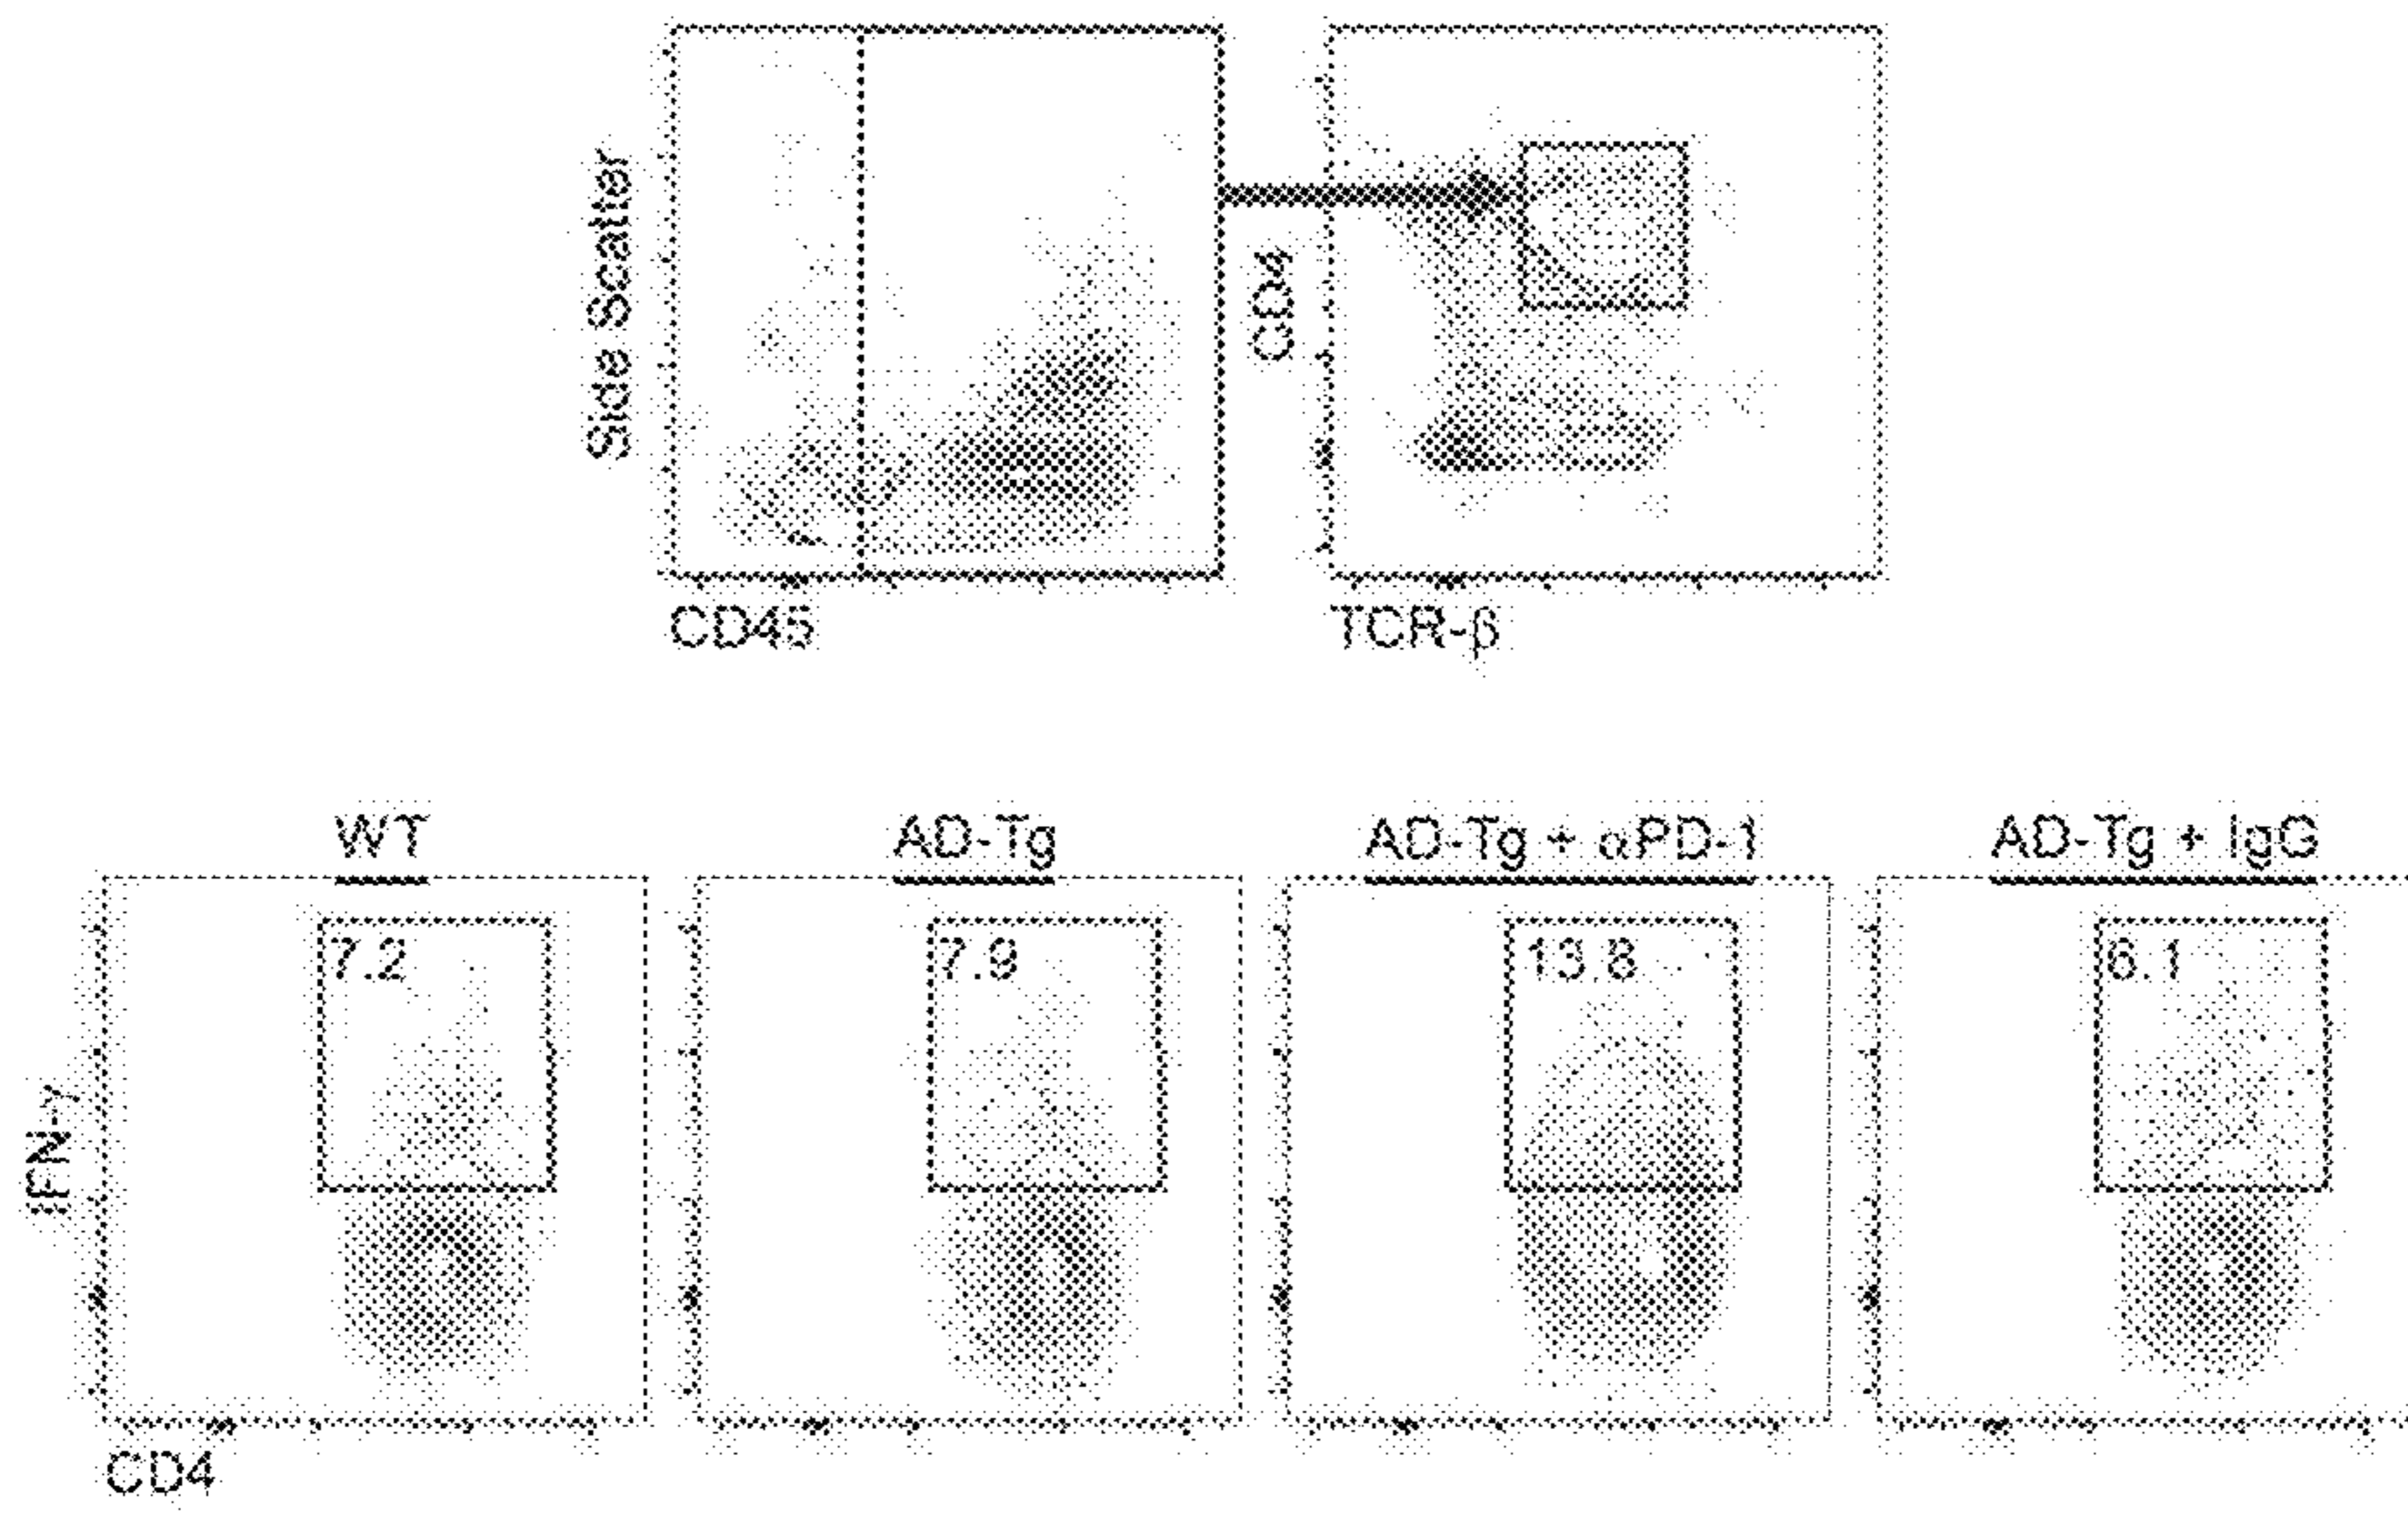 Side Scatter
CD45
CD4
TCR-β
WT
AD-Tg
AD-Tg + αPD-1
AD-Tg + IgG
7.2
7.9
13.8
6.1
IFN-γ
CD4